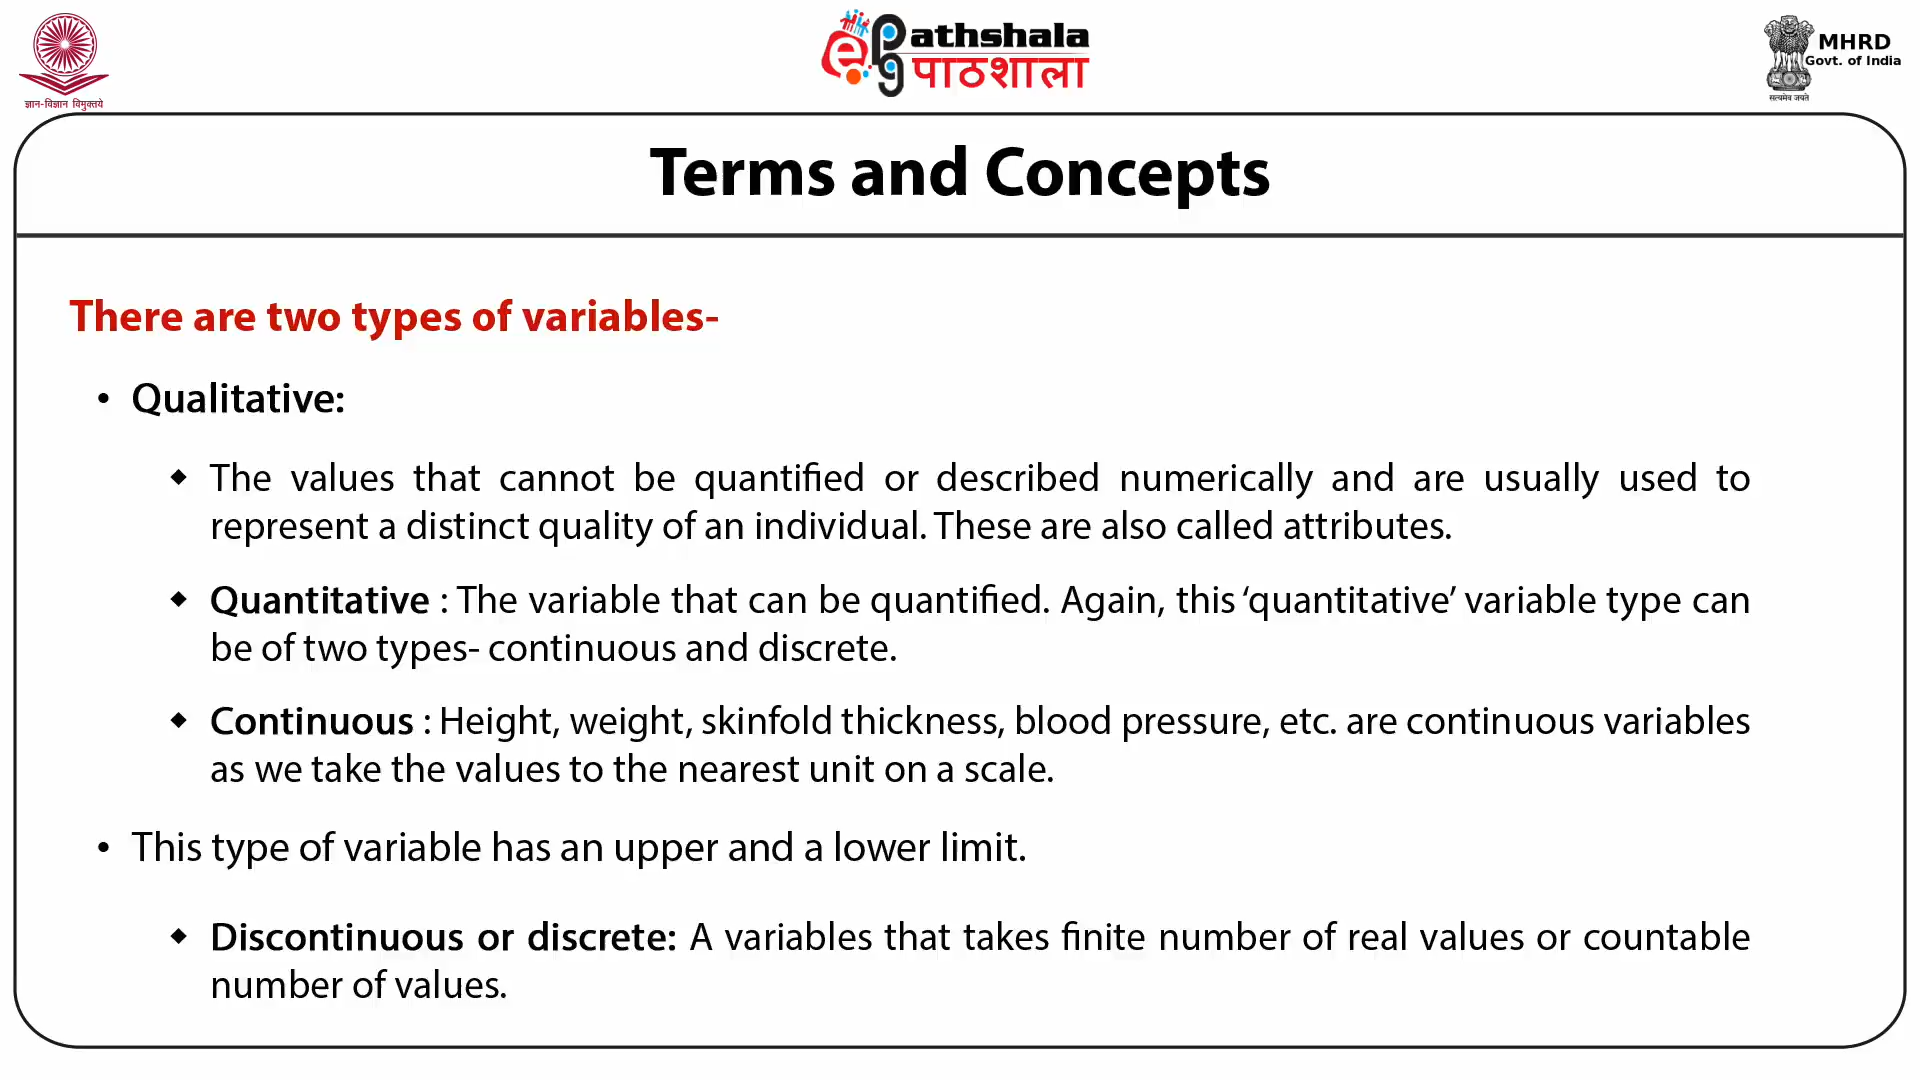 ज्ञान-विज्ञान विमुक्तये
ePathshala
पाठशाला
MHRD
Govt. of India
सत्यमेव जयते
Terms and Concepts
There are two types of variables-
• Qualitative:
◆ The values that cannot be quantified or described numerically and are usually used to
represent a distinct quality of an individual. These are also called attributes.
◆ Quantitative : The variable that can be quantified. Again, this ‘quantitative’ variable type can
be of two types- continuous and discrete.
◆ Continuous : Height, weight, skinfold thickness, blood pressure, etc. are continuous variables
as we take the values to the nearest unit on a scale.
• This type of variable has an upper and a lower limit.
◆ Discontinuous or discrete: A variables that takes finite number of real values or countable
number of values.